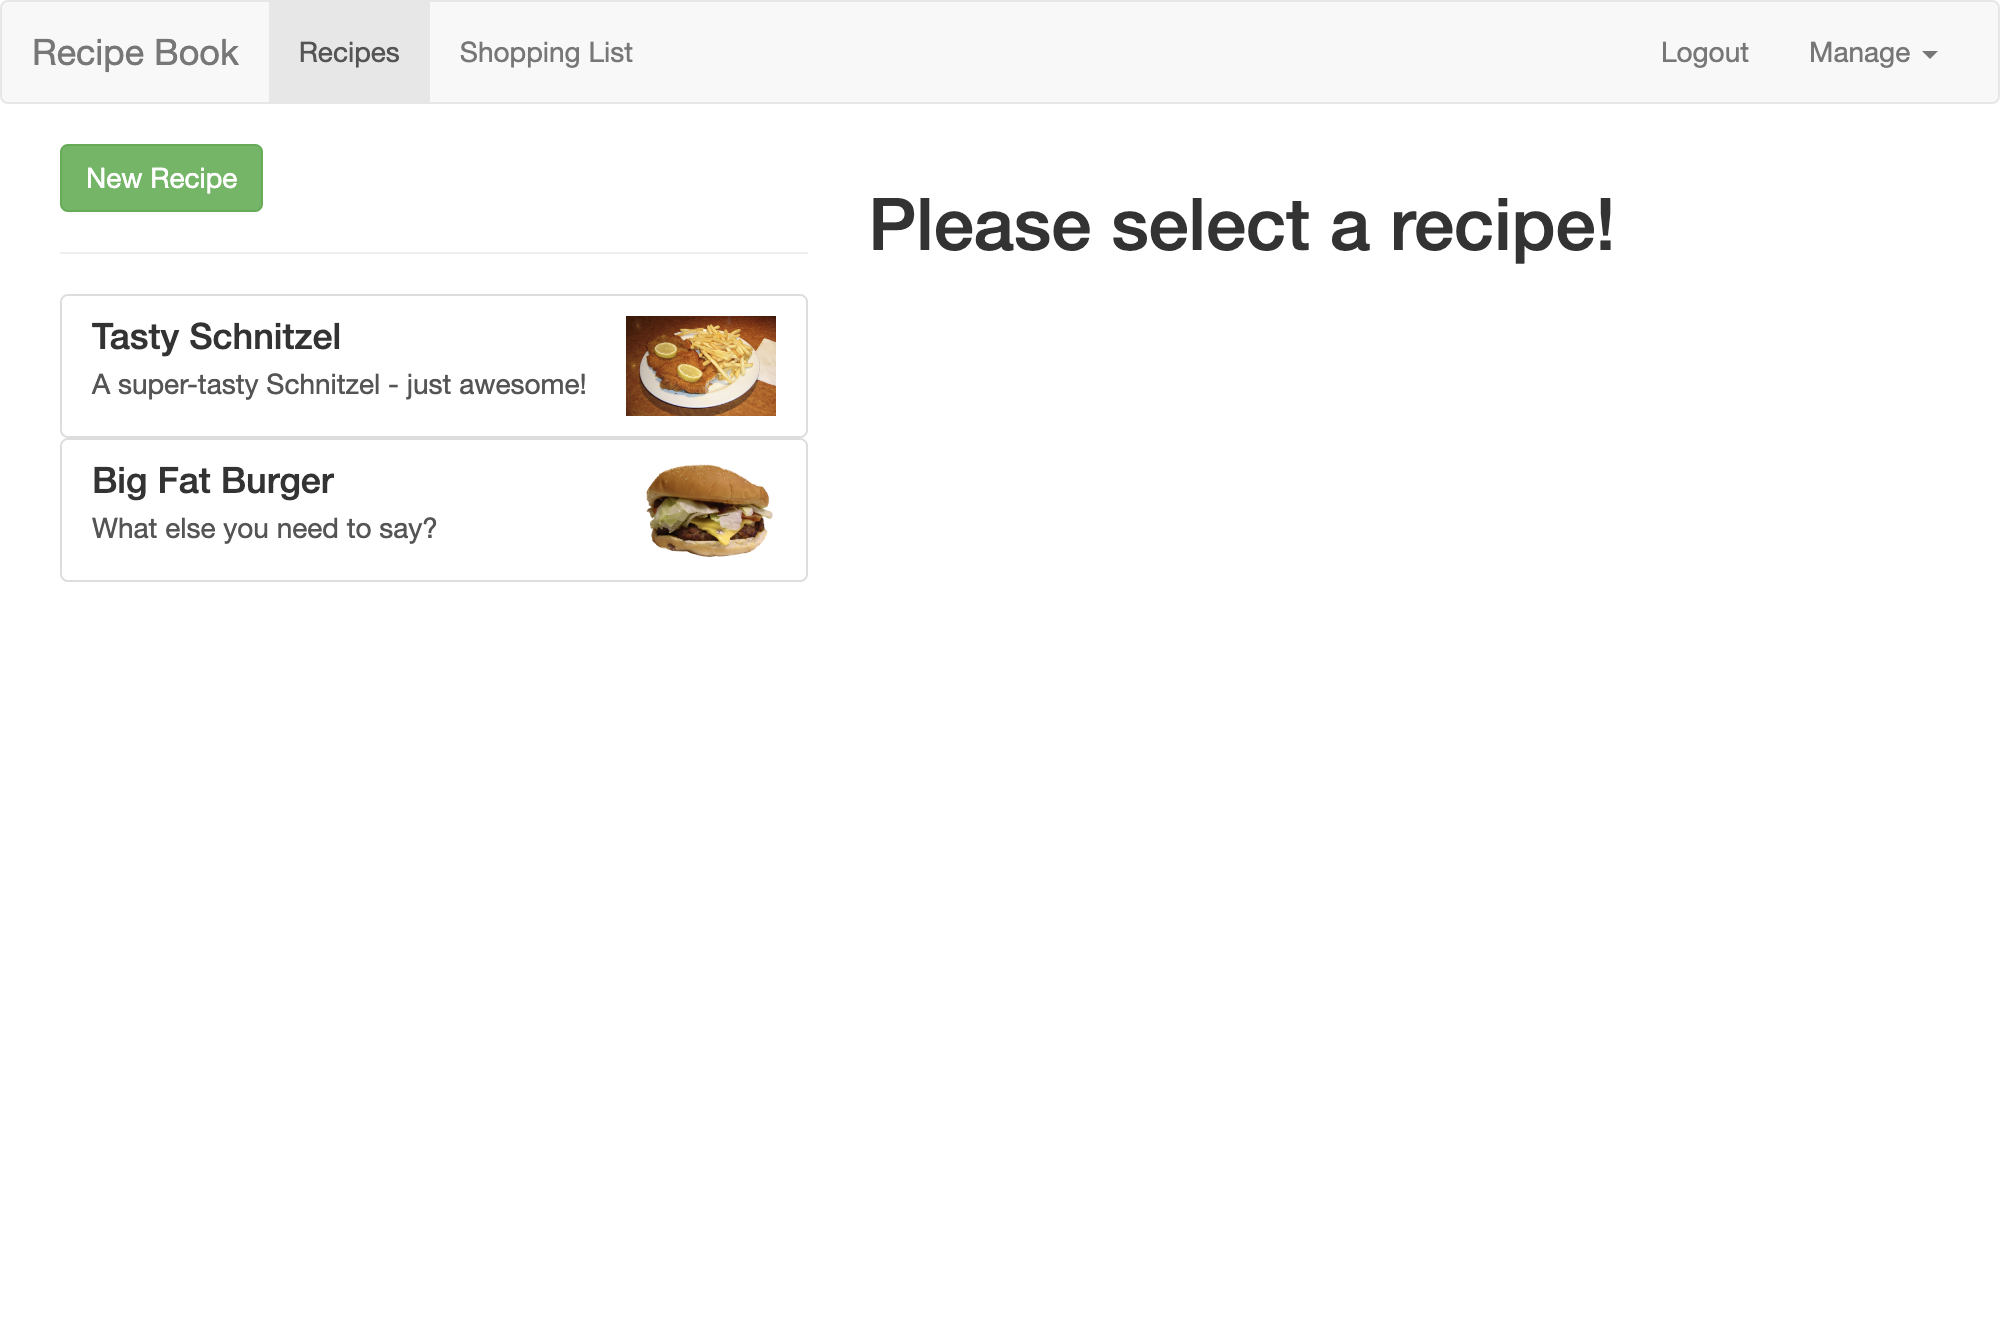 Recipe Book
Recipes
Shopping List
Logout
Manage
New Recipe
Please select a recipe!
Tasty Schnitzel
A super-tasty Schnitzel - just awesome!
Big Fat Burger
What else you need to say?